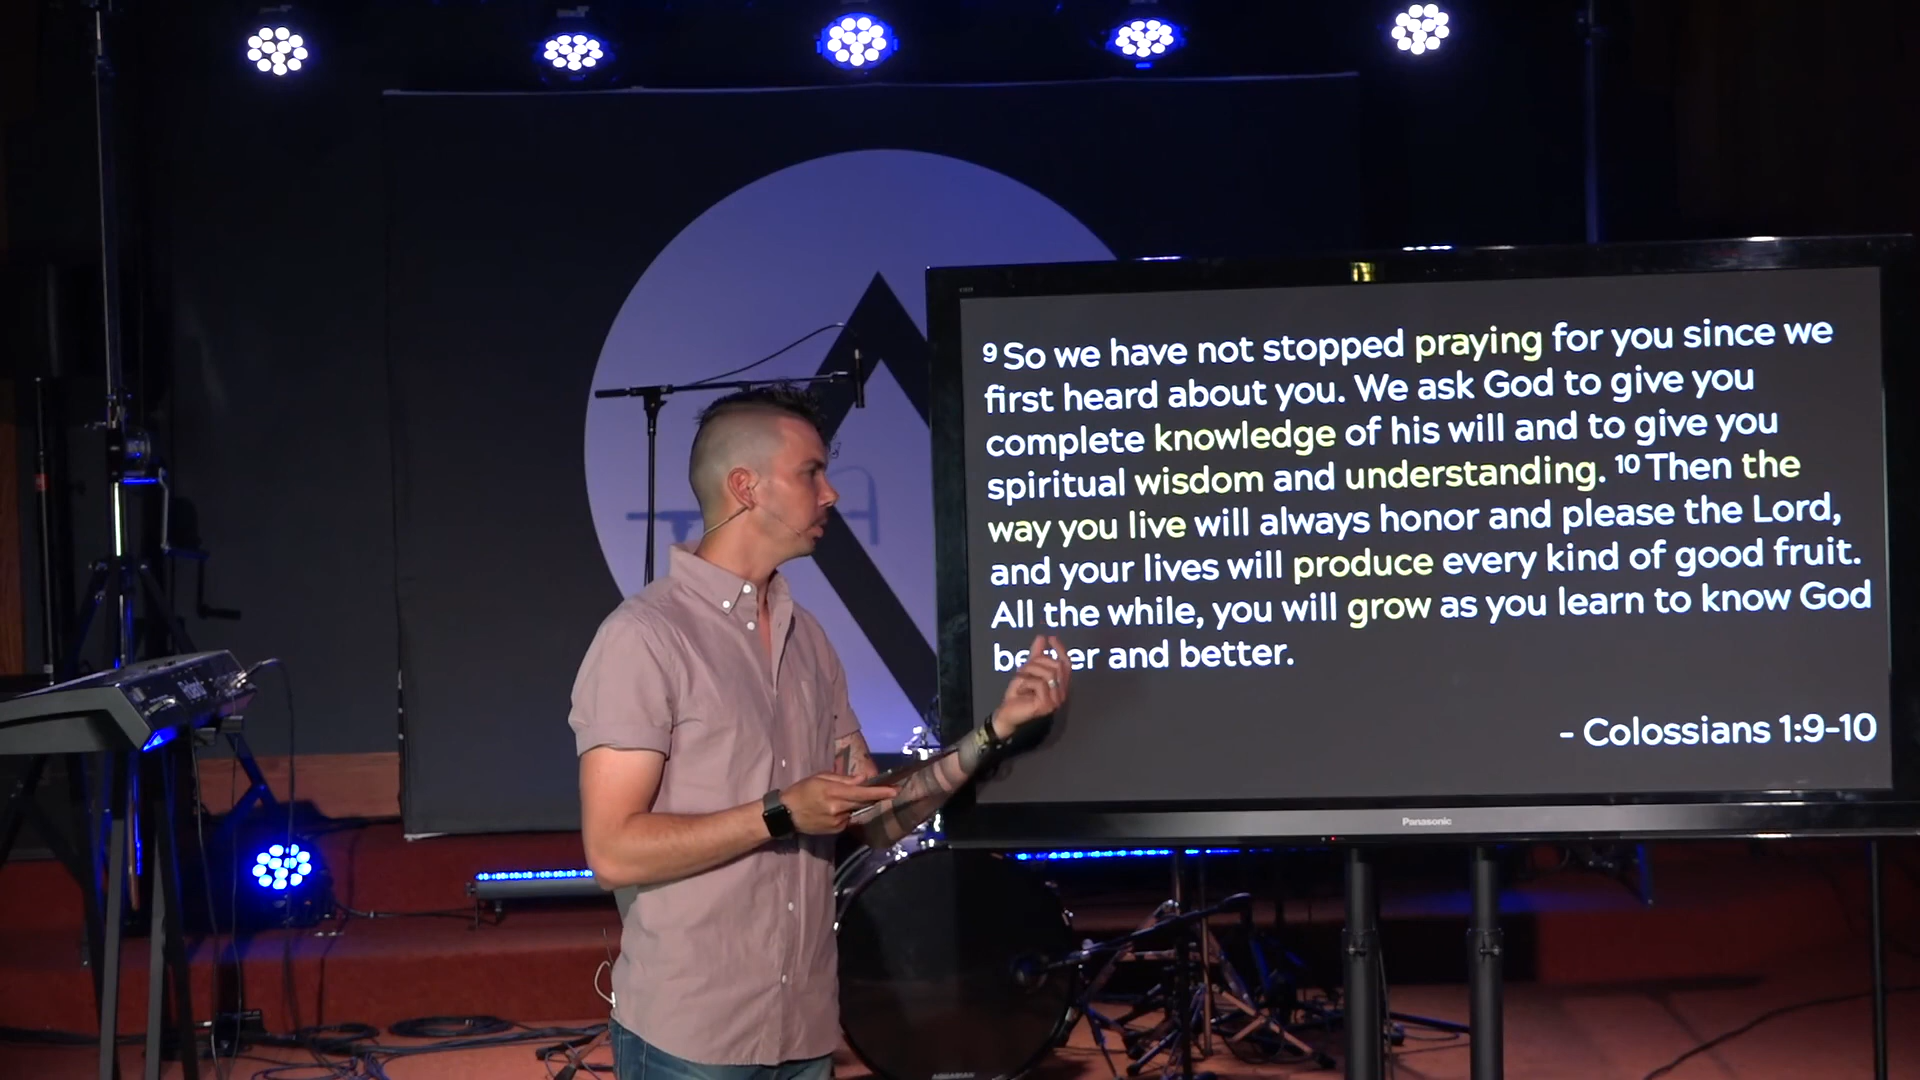 ⁹ So we have not stopped praying for you since we
first heard about you. We ask God to give you
complete knowledge of his will and to give you
spiritual wisdom and understanding. ¹⁰ Then the
way you live will always honor and please the Lord,
and your lives will produce every kind of good fruit.
All the while, you will grow as you learn to know God
better and better.
- Colossians 1:9-10
Panasonic